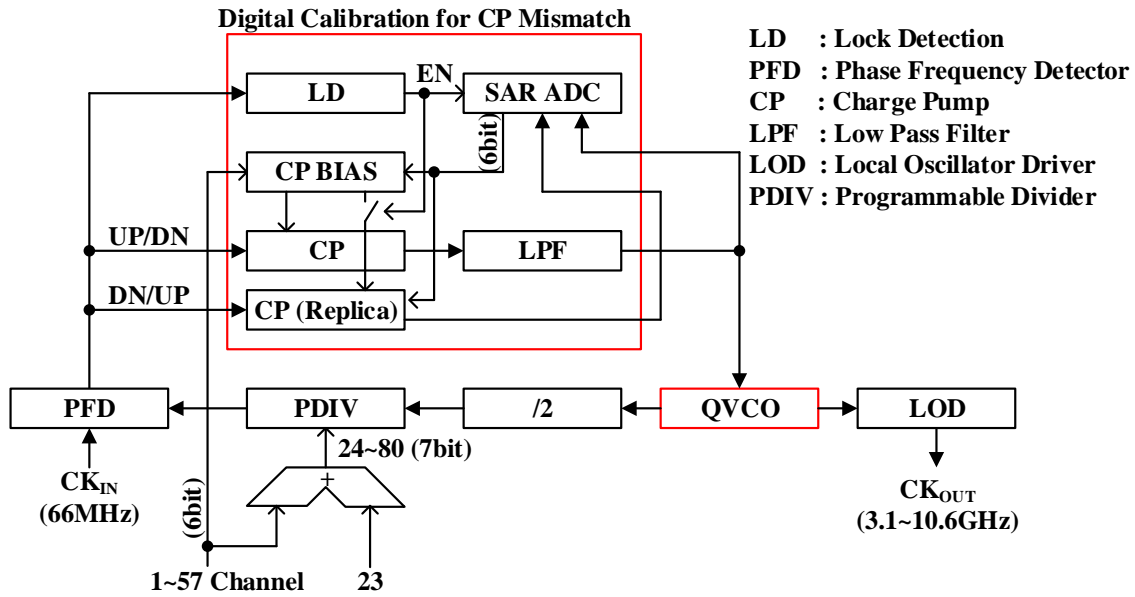 Digital Calibration for CP Mismatch
LD : Lock Detection
PFD : Phase Frequency Detector
CP : Charge Pump
LPF : Low Pass Filter
LOD : Local Oscillator Driver
PDIV : Programmable Divider
LD
EN
SAR ADC
(6bit)
CP BIAS
UP/DN
CP
LPF
DN/UP
CP (Replica)
PFD
PDIV
/2
QVCO
LOD
24~80 (7bit)
+
CKIN
(66MHz)
CKOUT
(3.1~10.6GHz)
(6bit)
1~57 Channel
23